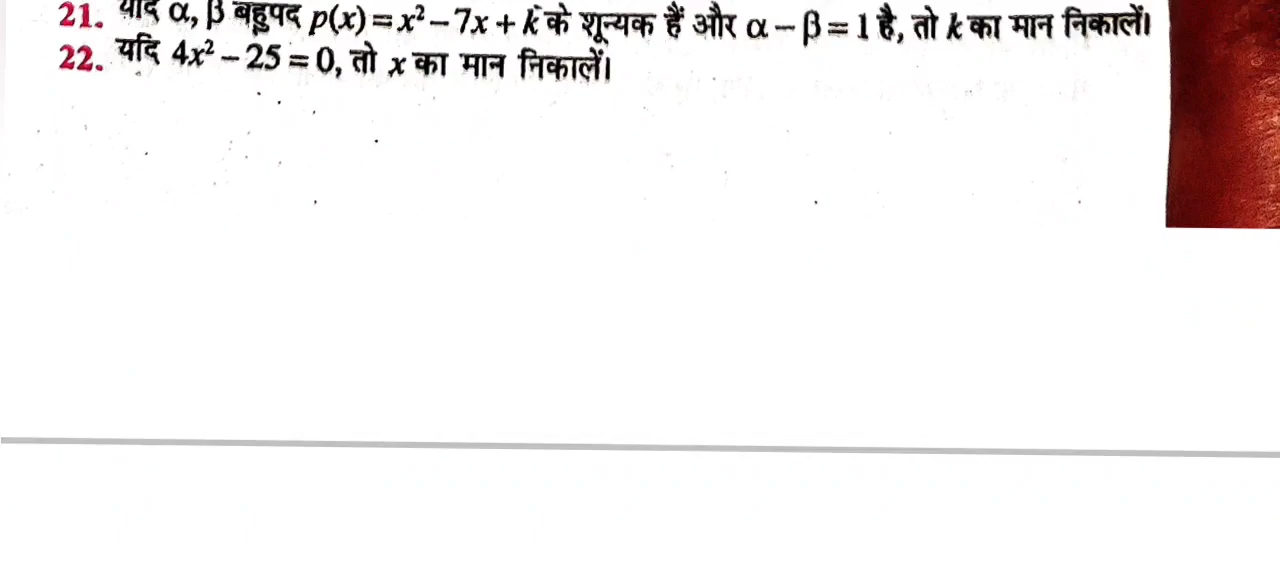 21. यदि α, β बहुपद p(x) = x² – 7x + k के शून्यक हैं और α – β = 1 है, तो k का मान निकालें।
22. यदि 4x² – 25 = 0, तो x का मान निकालें।